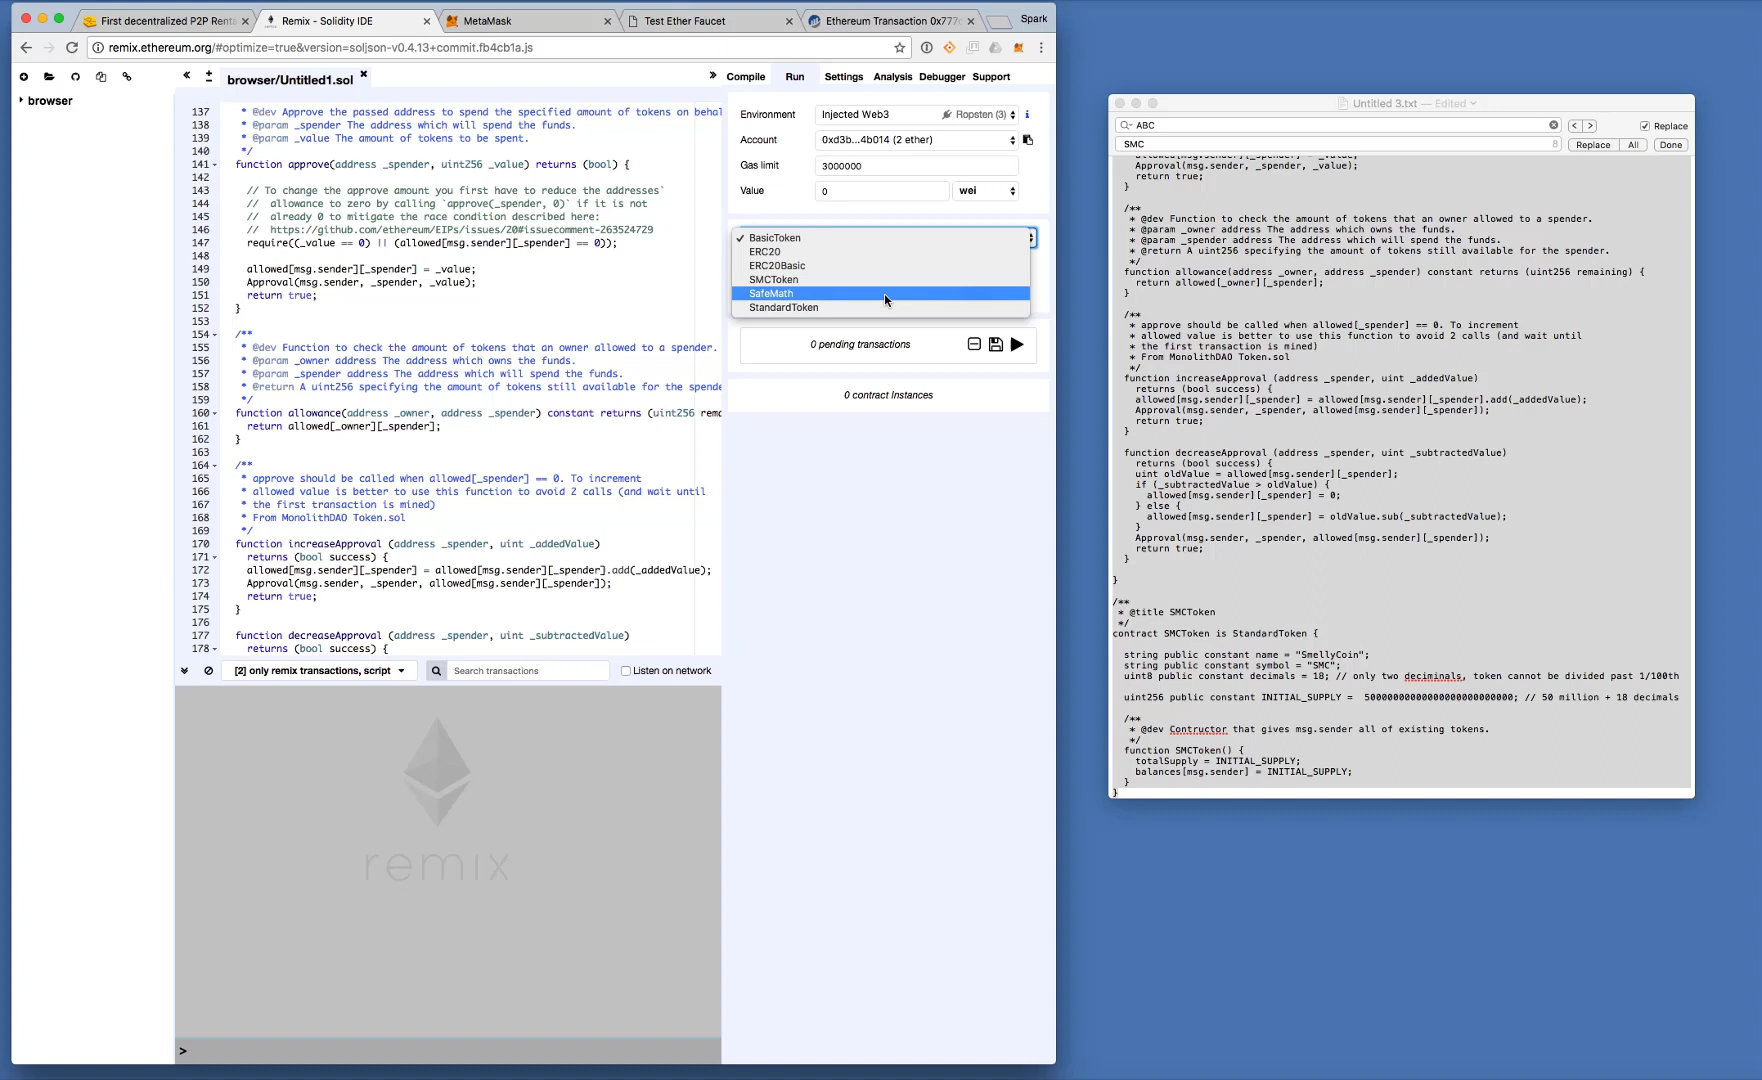 First decentralized P2P Renta
Remix - Solidity IDE
MetaMask
Test Ether Faucet
Ethereum Transaction 0x777c
Spark
remix.ethereum.org/#optimize=true&version=soljson-v0.4.13+commit.fb4cb1a.js
browser
browser/Untitled1.sol
137 * @dev Approve the passed address to spend the specified amount of tokens on behal
138 * @param _spender The address which will spend the funds.
139 * @param _value The amount of tokens to be spent.
140 */
141 function approve(address _spender, uint256 _value) returns (bool) {
142
143 // To change the approve amount you first have to reduce the addresses`
144 // allowance to zero by calling `approve(_spender, 0)` if it is not
145 // already 0 to mitigate the race condition described here:
146 // https://github.com/ethereum/EIPs/issues/20#issuecomment-263524729
147 require((_value == 0) || (allowed[msg.sender][_spender] == 0));
148
149 allowed[msg.sender][_spender] = _value;
150 Approval(msg.sender, _spender, _value);
151 return true;
152 }
153
154 /**
155 * @dev Function to check the amount of tokens that an owner allowed to a spender.
156 * @param _owner address The address which owns the funds.
157 * @param _spender address The address which will spend the funds.
158 * @return A uint256 specifying the amount of tokens still available for the spende
159 */
160 function allowance(address _owner, address _spender) constant returns (uint256 rema
161 return allowed[_owner][_spender];
162 }
163
164 /**
165 * approve should be called when allowed[_spender] == 0. To increment
166 * allowed value is better to use this function to avoid 2 calls (and wait until
167 * the first transaction is mined)
168 * From MonolithDAO Token.sol
169 */
170 function increaseApproval (address _spender, uint _addedValue)
171 returns (bool success) {
172 allowed[msg.sender][_spender] = allowed[msg.sender][_spender].add(_addedValue);
173 Approval(msg.sender, _spender, allowed[msg.sender][_spender]);
174 return true;
175 }
176
177 function decreaseApproval (address _spender, uint _subtractedValue)
178 returns (bool success) {
[2] only remix transactions, script
Search transactions
Listen on network
remix
>
Compile Run Settings Analysis Debugger Support
Environment Injected Web3 Ropsten (3)
Account 0xd3b...4b014 (2 ether)
Gas limit 3000000
Value 0 wei
✓ BasicToken
ERC20
ERC20Basic
SMCToken
SafeMath
StandardToken
0 pending transactions
0 contract Instances
Untitled 3.txt — Edited
ABC
Replace
SMC
8
Replace All Done
Approval(msg.sender, _spender, _value);
return true;
}
/**
* @dev Function to check the amount of tokens that an owner allowed to a spender.
* @param _owner address The address which owns the funds.
* @param _spender address The address which will spend the funds.
* @return A uint256 specifying the amount of tokens still available for the spender.
*/
function allowance(address _owner, address _spender) constant returns (uint256 remaining) {
return allowed[_owner][_spender];
}
/**
* approve should be called when allowed[_spender] == 0. To increment
* allowed value is better to use this function to avoid 2 calls (and wait until
* the first transaction is mined)
* From MonolithDAO Token.sol
*/
function increaseApproval (address _spender, uint _addedValue)
returns (bool success) {
allowed[msg.sender][_spender] = allowed[msg.sender][_spender].add(_addedValue);
Approval(msg.sender, _spender, allowed[msg.sender][_spender]);
return true;
}
function decreaseApproval (address _spender, uint _subtractedValue)
returns (bool success) {
uint oldValue = allowed[msg.sender][_spender];
if (_subtractedValue > oldValue) {
allowed[msg.sender][_spender] = 0;
} else {
allowed[msg.sender][_spender] = oldValue.sub(_subtractedValue);
}
Approval(msg.sender, _spender, allowed[msg.sender][_spender]);
return true;
}
}
/**
* @title SMCToken
*/
contract SMCToken is StandardToken {
string public constant name = "SmellyCoin";
string public constant symbol = "SMC";
uint8 public constant decimals = 18; // only two deciminals, token cannot be divided past 1/100th
uint256 public constant INITIAL_SUPPLY = 50000000000000000000000000; // 50 million + 18 decimals
/**
* @dev Contructor that gives msg.sender all of existing tokens.
*/
function SMCToken() {
totalSupply = INITIAL_SUPPLY;
balances[msg.sender] = INITIAL_SUPPLY;
}
}